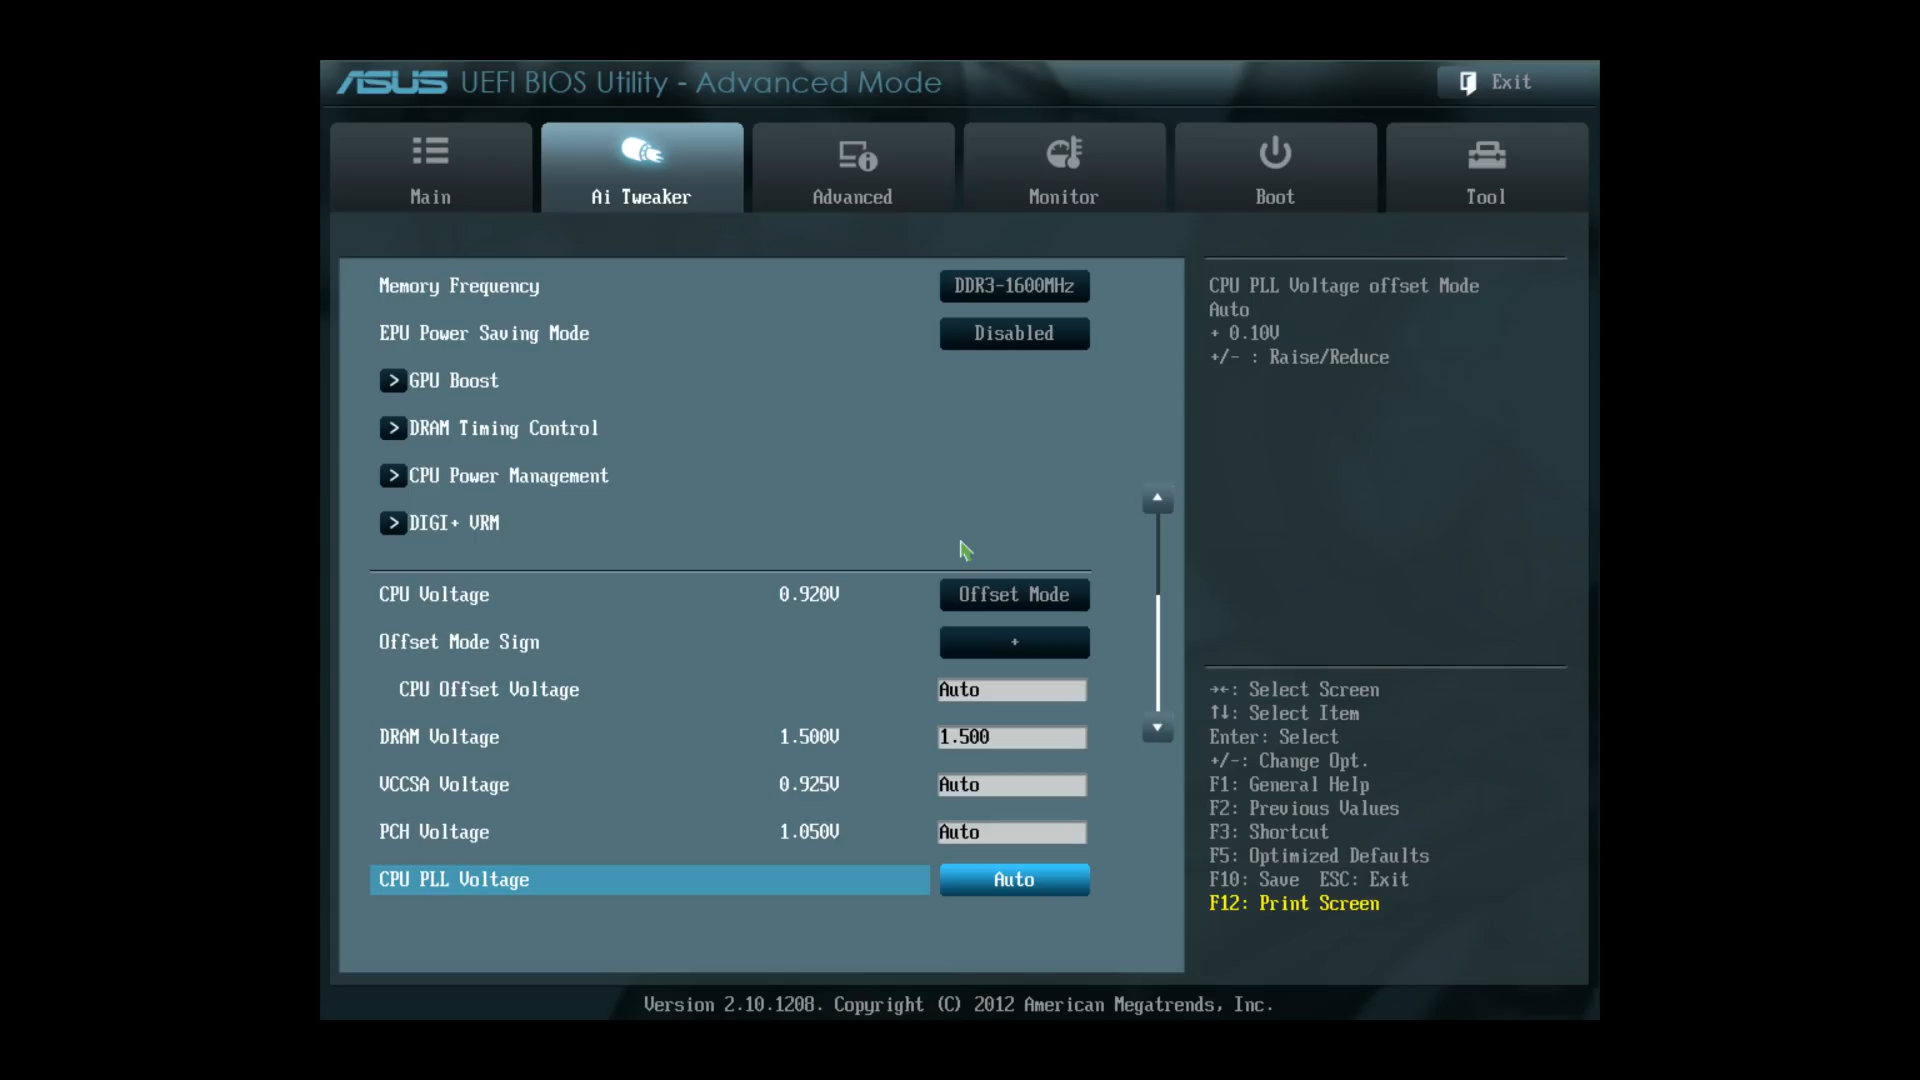 ASUS UEFI BIOS Utility - Advanced Mode
Exit
Main
Ai Tweaker
Advanced
Monitor
Boot
Tool
Memory Frequency DDR3-1600MHz
EPU Power Saving Mode Disabled
> GPU Boost
> DRAM Timing Control
> CPU Power Management
> DIGI+ VRM
CPU Voltage 0.920V Offset Mode
Offset Mode Sign +
CPU Offset Voltage Auto
DRAM Voltage 1.500V 1.500
VCCSA Voltage 0.925V Auto
PCH Voltage 1.050V Auto
CPU PLL Voltage Auto
CPU PLL Voltage offset Mode
Auto
+ 0.10V
+/- : Raise/Reduce
→←: Select Screen
↑↓: Select Item
Enter: Select
+/-: Change Opt.
F1: General Help
F2: Previous Values
F3: Shortcut
F5: Optimized Defaults
F10: Save ESC: Exit
F12: Print Screen
Version 2.10.1208. Copyright (C) 2012 American Megatrends, Inc.